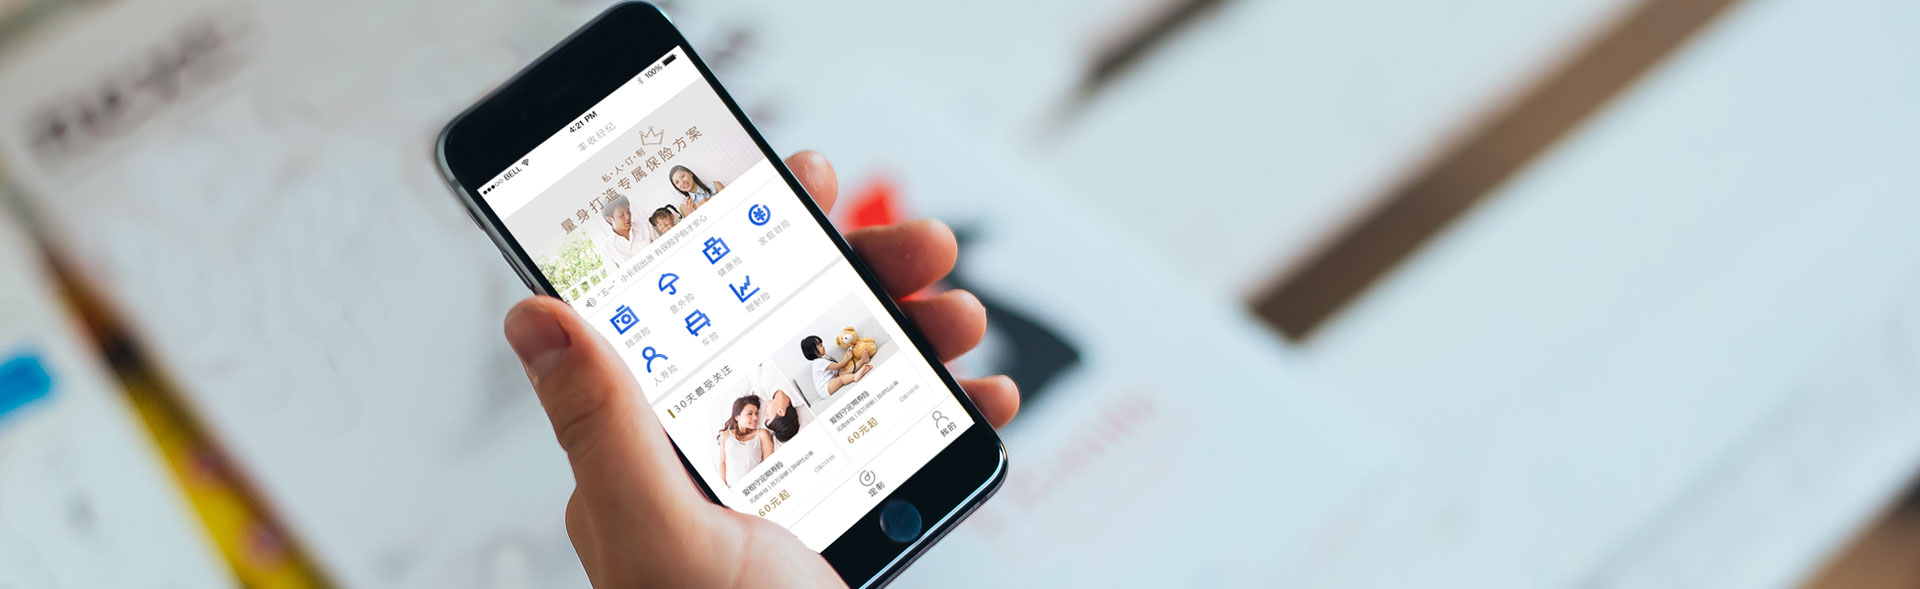 ●●●○○ BELL
4:21 PM
100%
丰收经纪
私·人·订·制
量身打造专属保险方案
"五一"小长假出游 有保险护航才安心
旅游险
意外险
健康险
家庭财险
人寿险
车险
理财险
30天最受关注
爱相守定期寿险
60元起
爱相守定期寿险
60元起
定制
我的